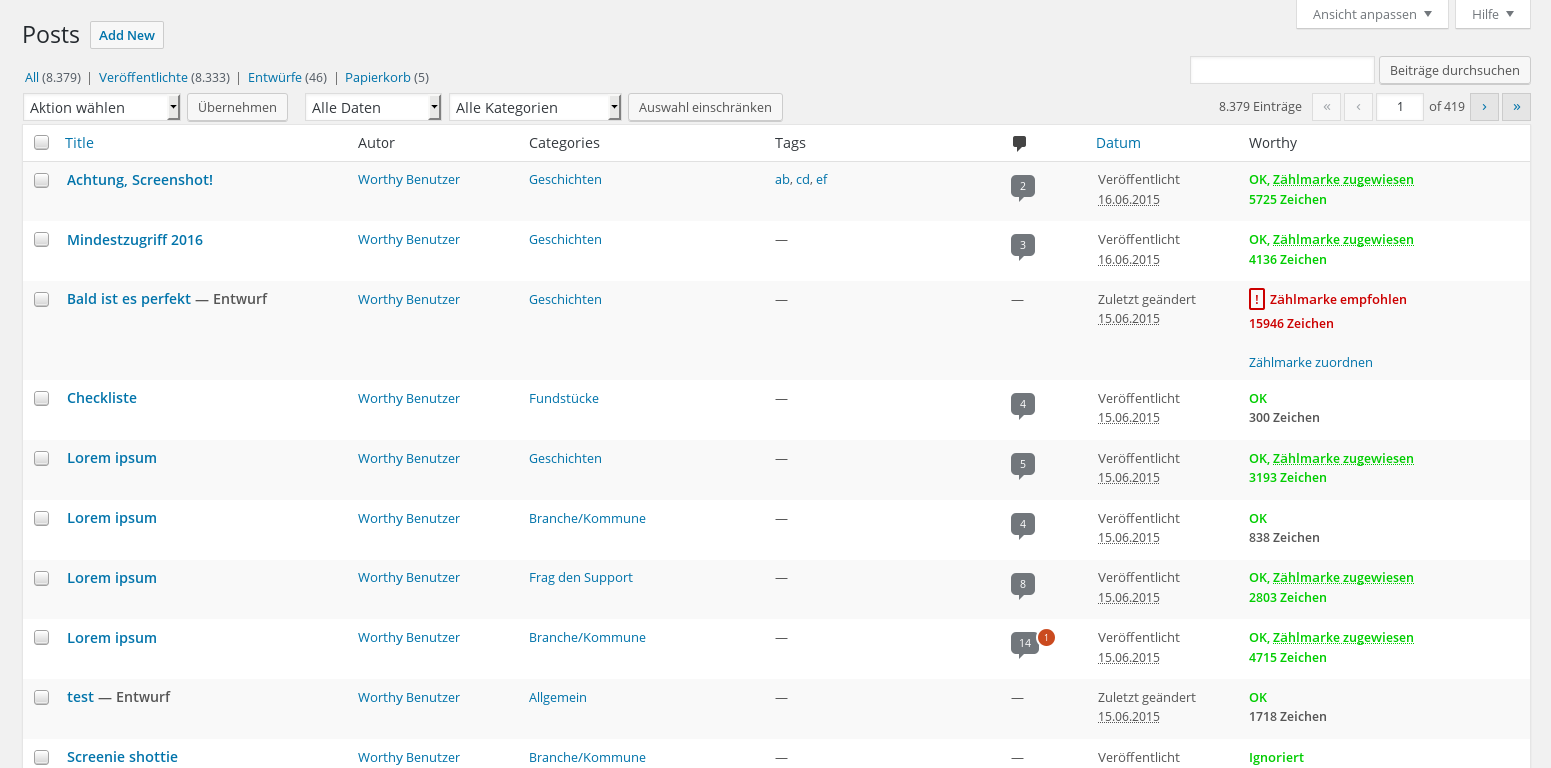 Ansicht anpassen ▼ Hilfe ▼
Posts Add New
All (8.379) | Veröffentlichte (8.333) | Entwürfe (46) | Papierkorb (5)
Beiträge durchsuchen
Aktion wählen Übernehmen Alle Daten Alle Kategorien Auswahl einschränken 8.379 Einträge « ‹ 1 of 419 › »
Title Autor Categories Tags Datum Worthy
Achtung, Screenshot! Worthy Benutzer Geschichten ab, cd, ef 2 Veröffentlicht OK, Zählmarke zugewiesen
16.06.2015 5725 Zeichen
Mindestzugriff 2016 Worthy Benutzer Geschichten — 3 Veröffentlicht OK, Zählmarke zugewiesen
16.06.2015 4136 Zeichen
Bald ist es perfekt — Entwurf Worthy Benutzer Geschichten — — Zuletzt geändert ! Zählmarke empfohlen
15.06.2015 15946 Zeichen
Zählmarke zuordnen
Checkliste Worthy Benutzer Fundstücke — 4 Veröffentlicht OK
15.06.2015 300 Zeichen
Lorem ipsum Worthy Benutzer Geschichten — 5 Veröffentlicht OK, Zählmarke zugewiesen
15.06.2015 3193 Zeichen
Lorem ipsum Worthy Benutzer Branche/Kommune — 4 Veröffentlicht OK
15.06.2015 838 Zeichen
Lorem ipsum Worthy Benutzer Frag den Support — 8 Veröffentlicht OK, Zählmarke zugewiesen
15.06.2015 2803 Zeichen
Lorem ipsum Worthy Benutzer Branche/Kommune — 14 1 Veröffentlicht OK, Zählmarke zugewiesen
15.06.2015 4715 Zeichen
test — Entwurf Worthy Benutzer Allgemein — — Zuletzt geändert OK
15.06.2015 1718 Zeichen
Screenie shottie Worthy Benutzer Branche/Kommune — — Veröffentlicht Ignoriert